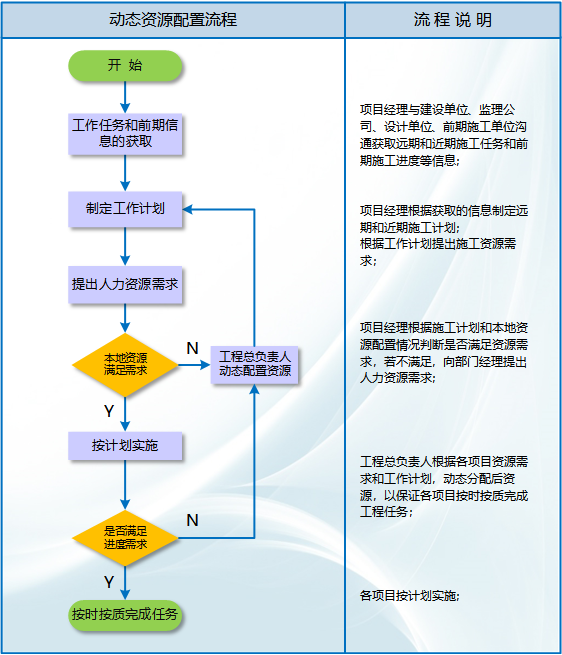 动态资源配置流程
流 程 说 明
开 始
工作任务和前期信
息的获取
制定工作计划
提出人力资源需求
本地资源
满足需求
N
工程总负责人
动态配置资源
Y
按计划实施
是否满足
进度需求
N
Y
按时按质完成任务
项目经理与建设单位、监理公
司、设计单位、前期施工单位沟
通获取远期和近期施工任务和前
期施工进度等信息;
项目经理根据获取的信息制定远
期和近期施工计划;
根据工作计划提出施工资源需
求;
项目经理根据施工计划和本地资
源配置情况判断是否满足资源需
求，若不满足，向部门经理提出
人力资源需求;
工程总负责人根据各项目资源需
求和工作计划，动态分配后资
源，以保证各项目按时按质完成
工程任务；
各项目按计划实施;